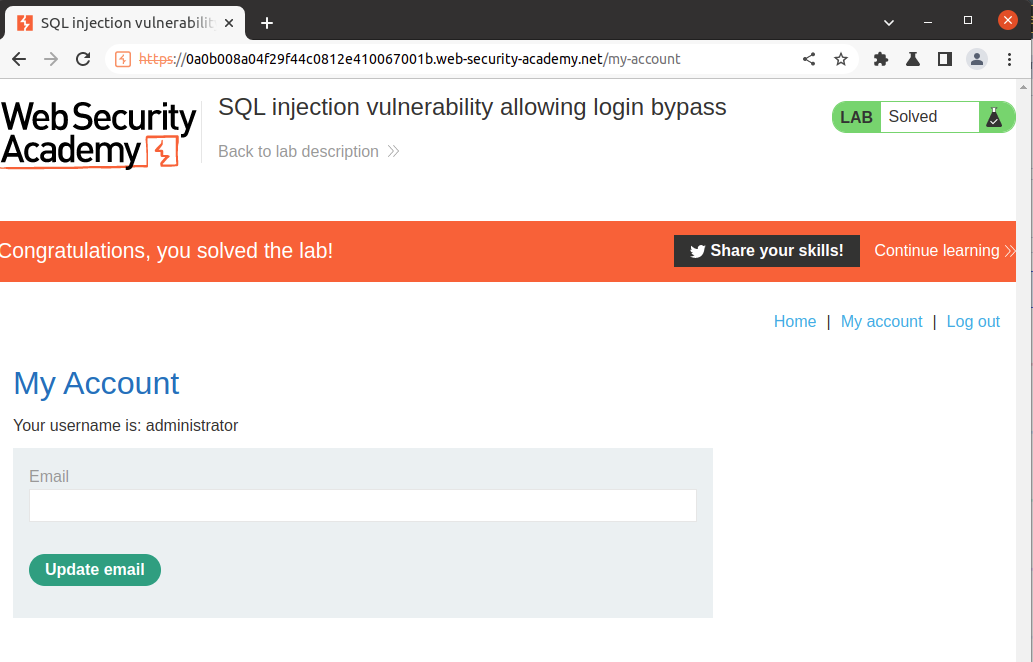 SQL injection vulnerabilit
https://0a0b008a04f29f44c0812e410067001b.web-security-academy.net/my-account
Web Security
Academy
SQL injection vulnerability allowing login bypass
Back to lab description
LAB Solved
Congratulations, you solved the lab!
Share your skills!
Continue learning
Home | My account | Log out
My Account
Your username is: administrator
Email
Update email